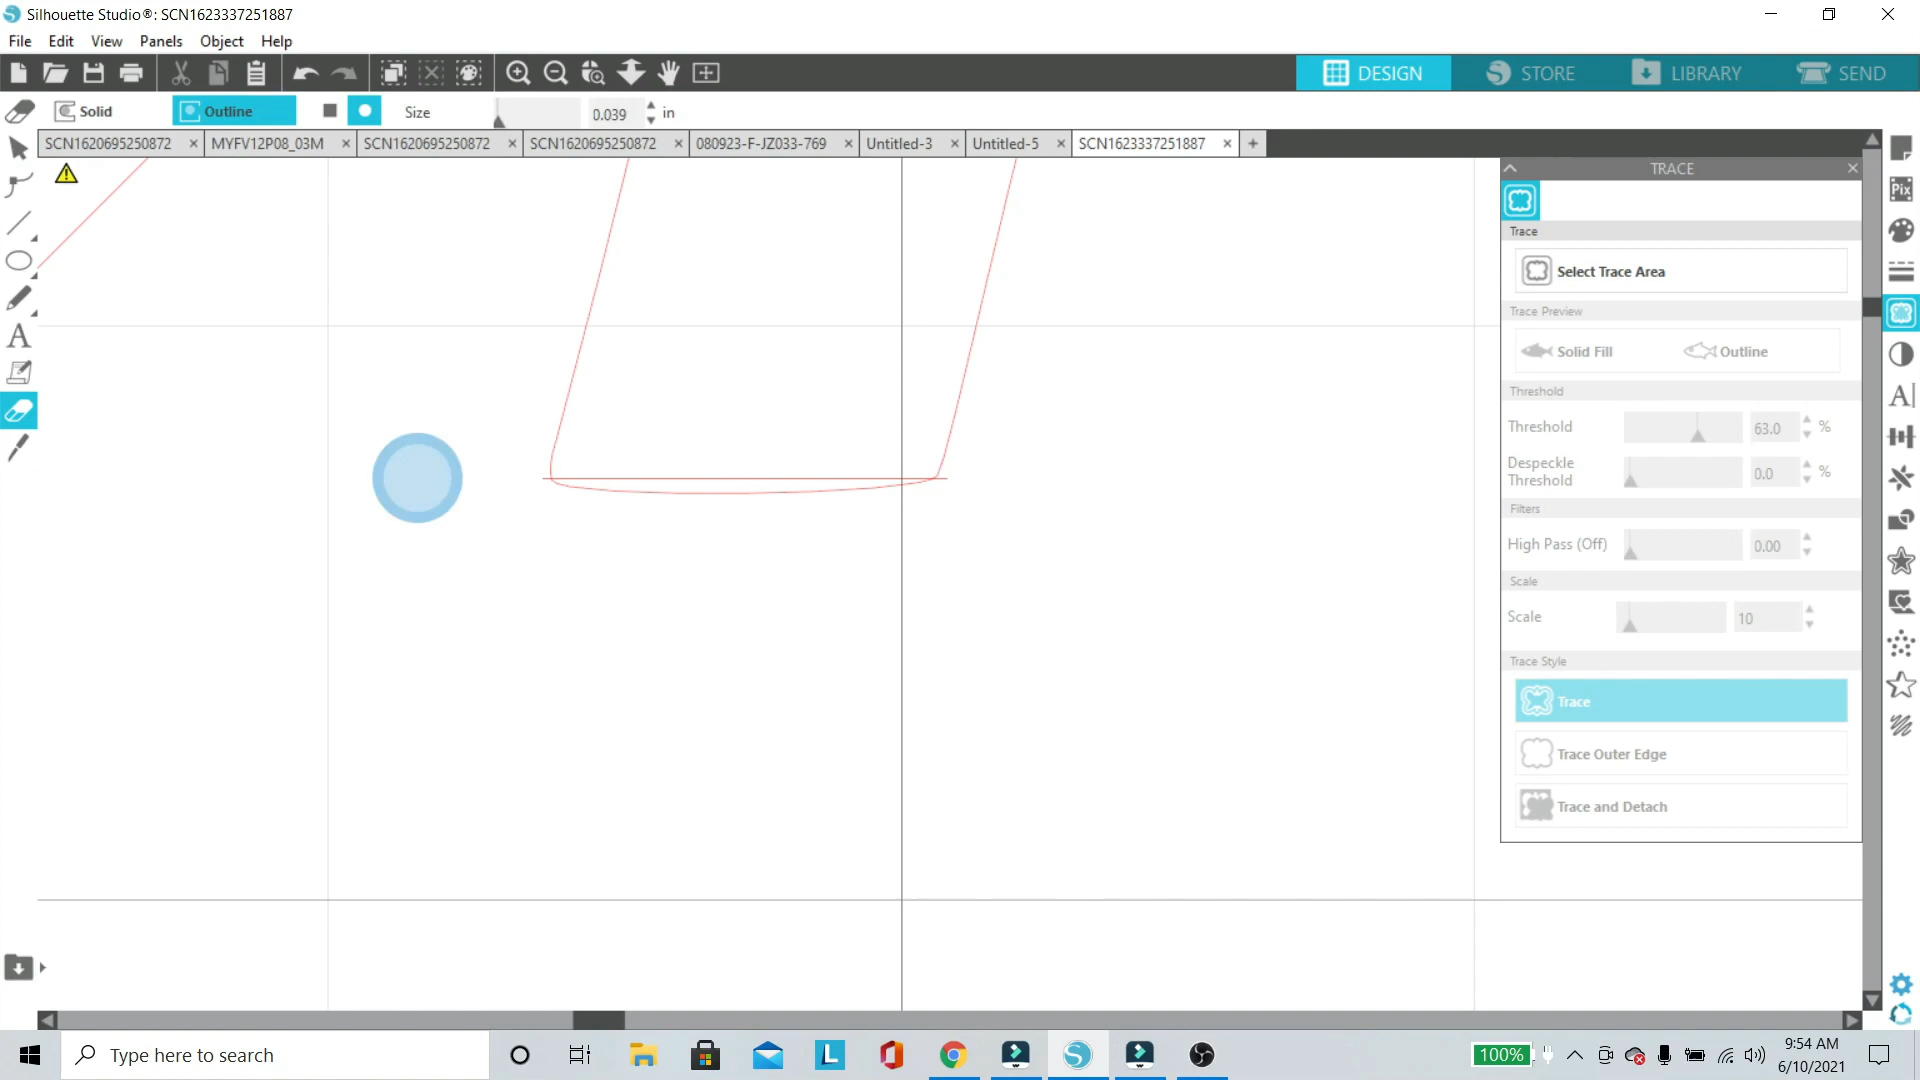 Silhouette Studio®: SCN1623337251887
File Edit View Panels Object Help
DESIGN STORE LIBRARY SEND
Solid Outline Size 0.039 in
SCN1620695250872 MYFV12P08_03M SCN1620695250872 SCN1620695250872 080923-F-JZ033-769 Untitled-3 Untitled-5 SCN1623337251887
TRACE
Pix
Trace
Select Trace Area
Trace Preview
Solid Fill Outline
Threshold
Threshold 63.0 %
Despeckle
Threshold 0.0 %
Filters
High Pass (Off) 0.00
Scale
Scale 10
Trace Style
Trace
Trace Outer Edge
Trace and Detach
Type here to search
100%
9:54 AM
6/10/2021